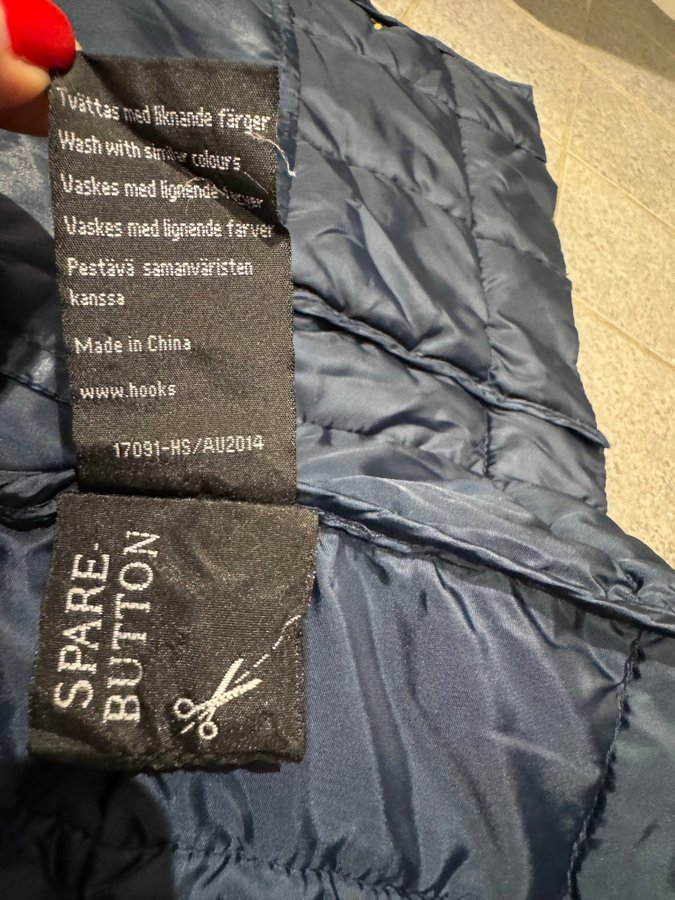 Tvättas med liknande färger
Wash with similar colours
Vaskes med lignende farver
Vaskes med lignende farver
Pestävä samanväristen
kanssa
Made in China
www.hooks
17091-HS/AU2014
SPARE-
BUTTON